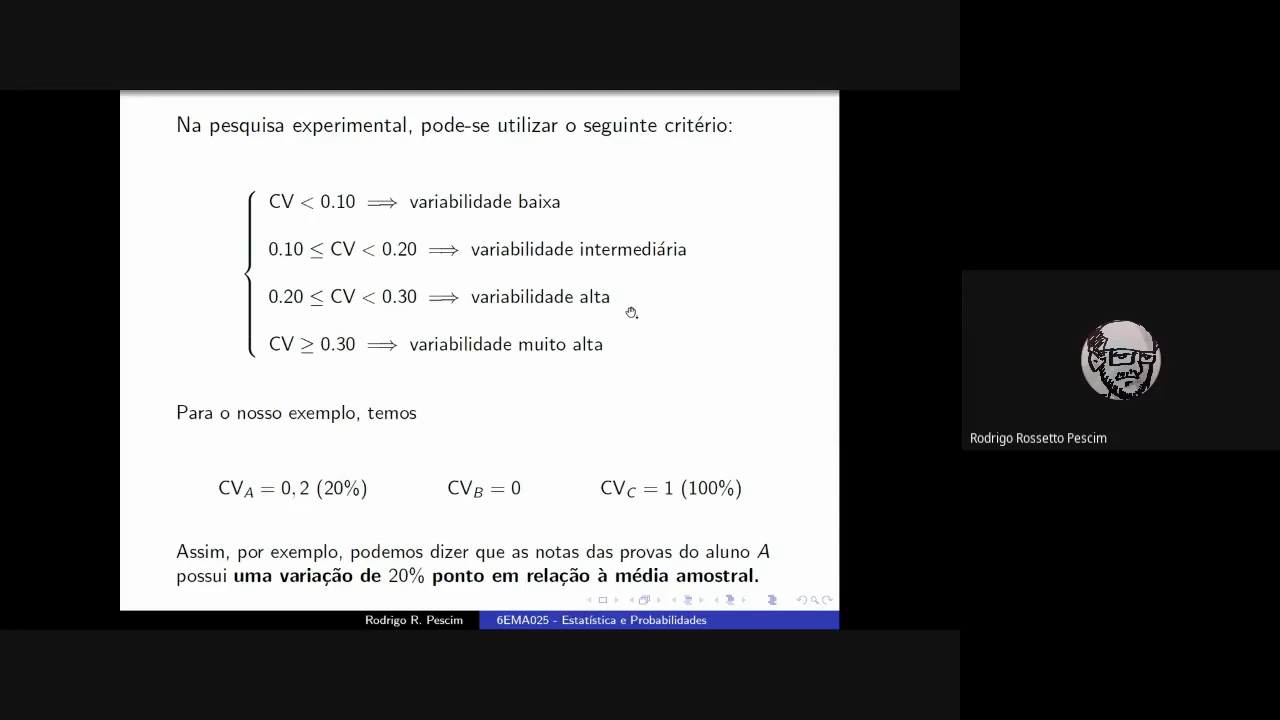 Na pesquisa experimental, pode-se utilizar o seguinte critério:
CV < 0.10 ⟹ variabilidade baixa
0.10 ≤ CV < 0.20 ⟹ variabilidade intermediária
0.20 ≤ CV < 0.30 ⟹ variabilidade alta
CV ≥ 0.30 ⟹ variabilidade muito alta
Para o nosso exemplo, temos
CV_A = 0, 2 (20%) CV_B = 0 CV_C = 1 (100%)
Assim, por exemplo, podemos dizer que as notas das provas do aluno A
possui uma variação de 20% ponto em relação à média amostral.
Rodrigo R. Pescim 6EMA025 - Estatística e Probabilidades
Rodrigo Rossetto Pescim